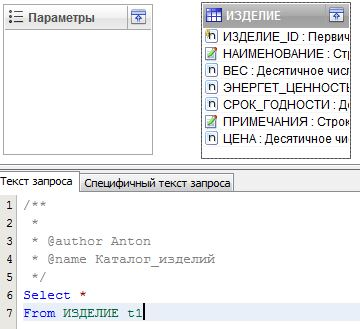 Параметры
ИЗДЕЛИЕ
ИЗДЕЛИЕ_ID : Первич
НАИМЕНОВАНИЕ : Стр
ВЕС : Десятичное числ
ЭНЕРГЕТ_ЦЕННОСТЬ
СРОК_ГОДНОСТИ : Де
ПРИМЕЧАНИЯ : Строк
ЦЕНА : Десятичное чи
Текст запроса
Специфичный текст запроса
1 /**
2 *
3 * @author Anton
4 * @name Каталог_изделий
5 */
6 Select *
7 From ИЗДЕЛИЕ t1